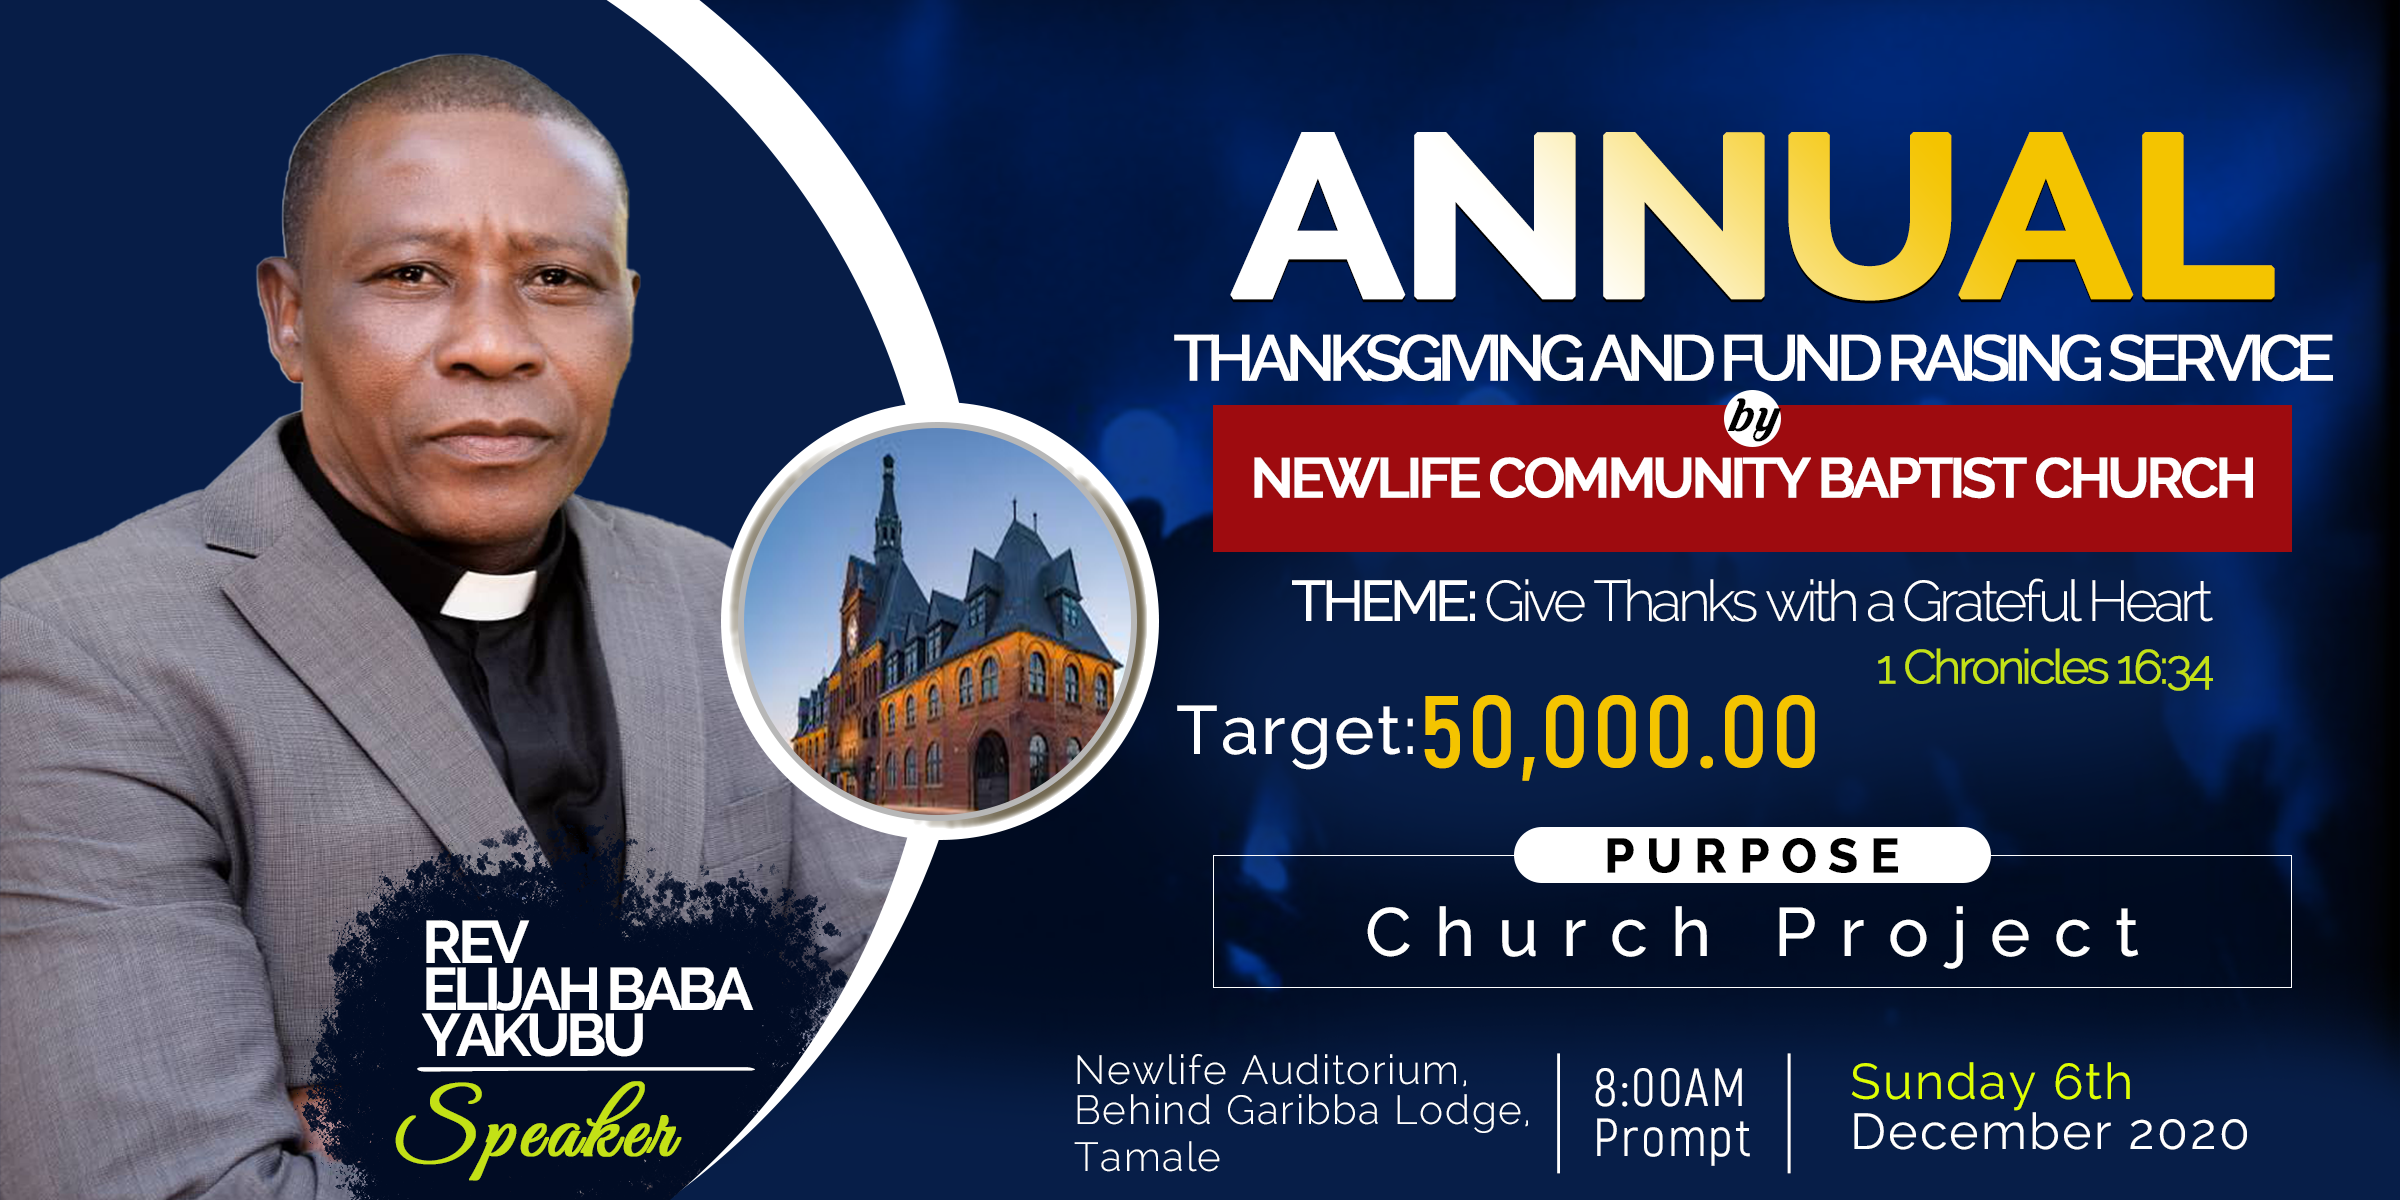 ANNUAL
THANKSGIVING AND FUND RAISING SERVICE
by
NEWLIFE COMMUNITY BAPTIST CHURCH
THEME: Give Thanks with a Grateful Heart
1 Chronicles 16:34
Target: 50,000.00
PURPOSE
Church Project
REV
ELIJAH BABA
YAKUBU
Speaker
Newlife Auditorium,
Behind Garibba Lodge,
Tamale
8:00AM
Prompt
Sunday 6th
December 2020